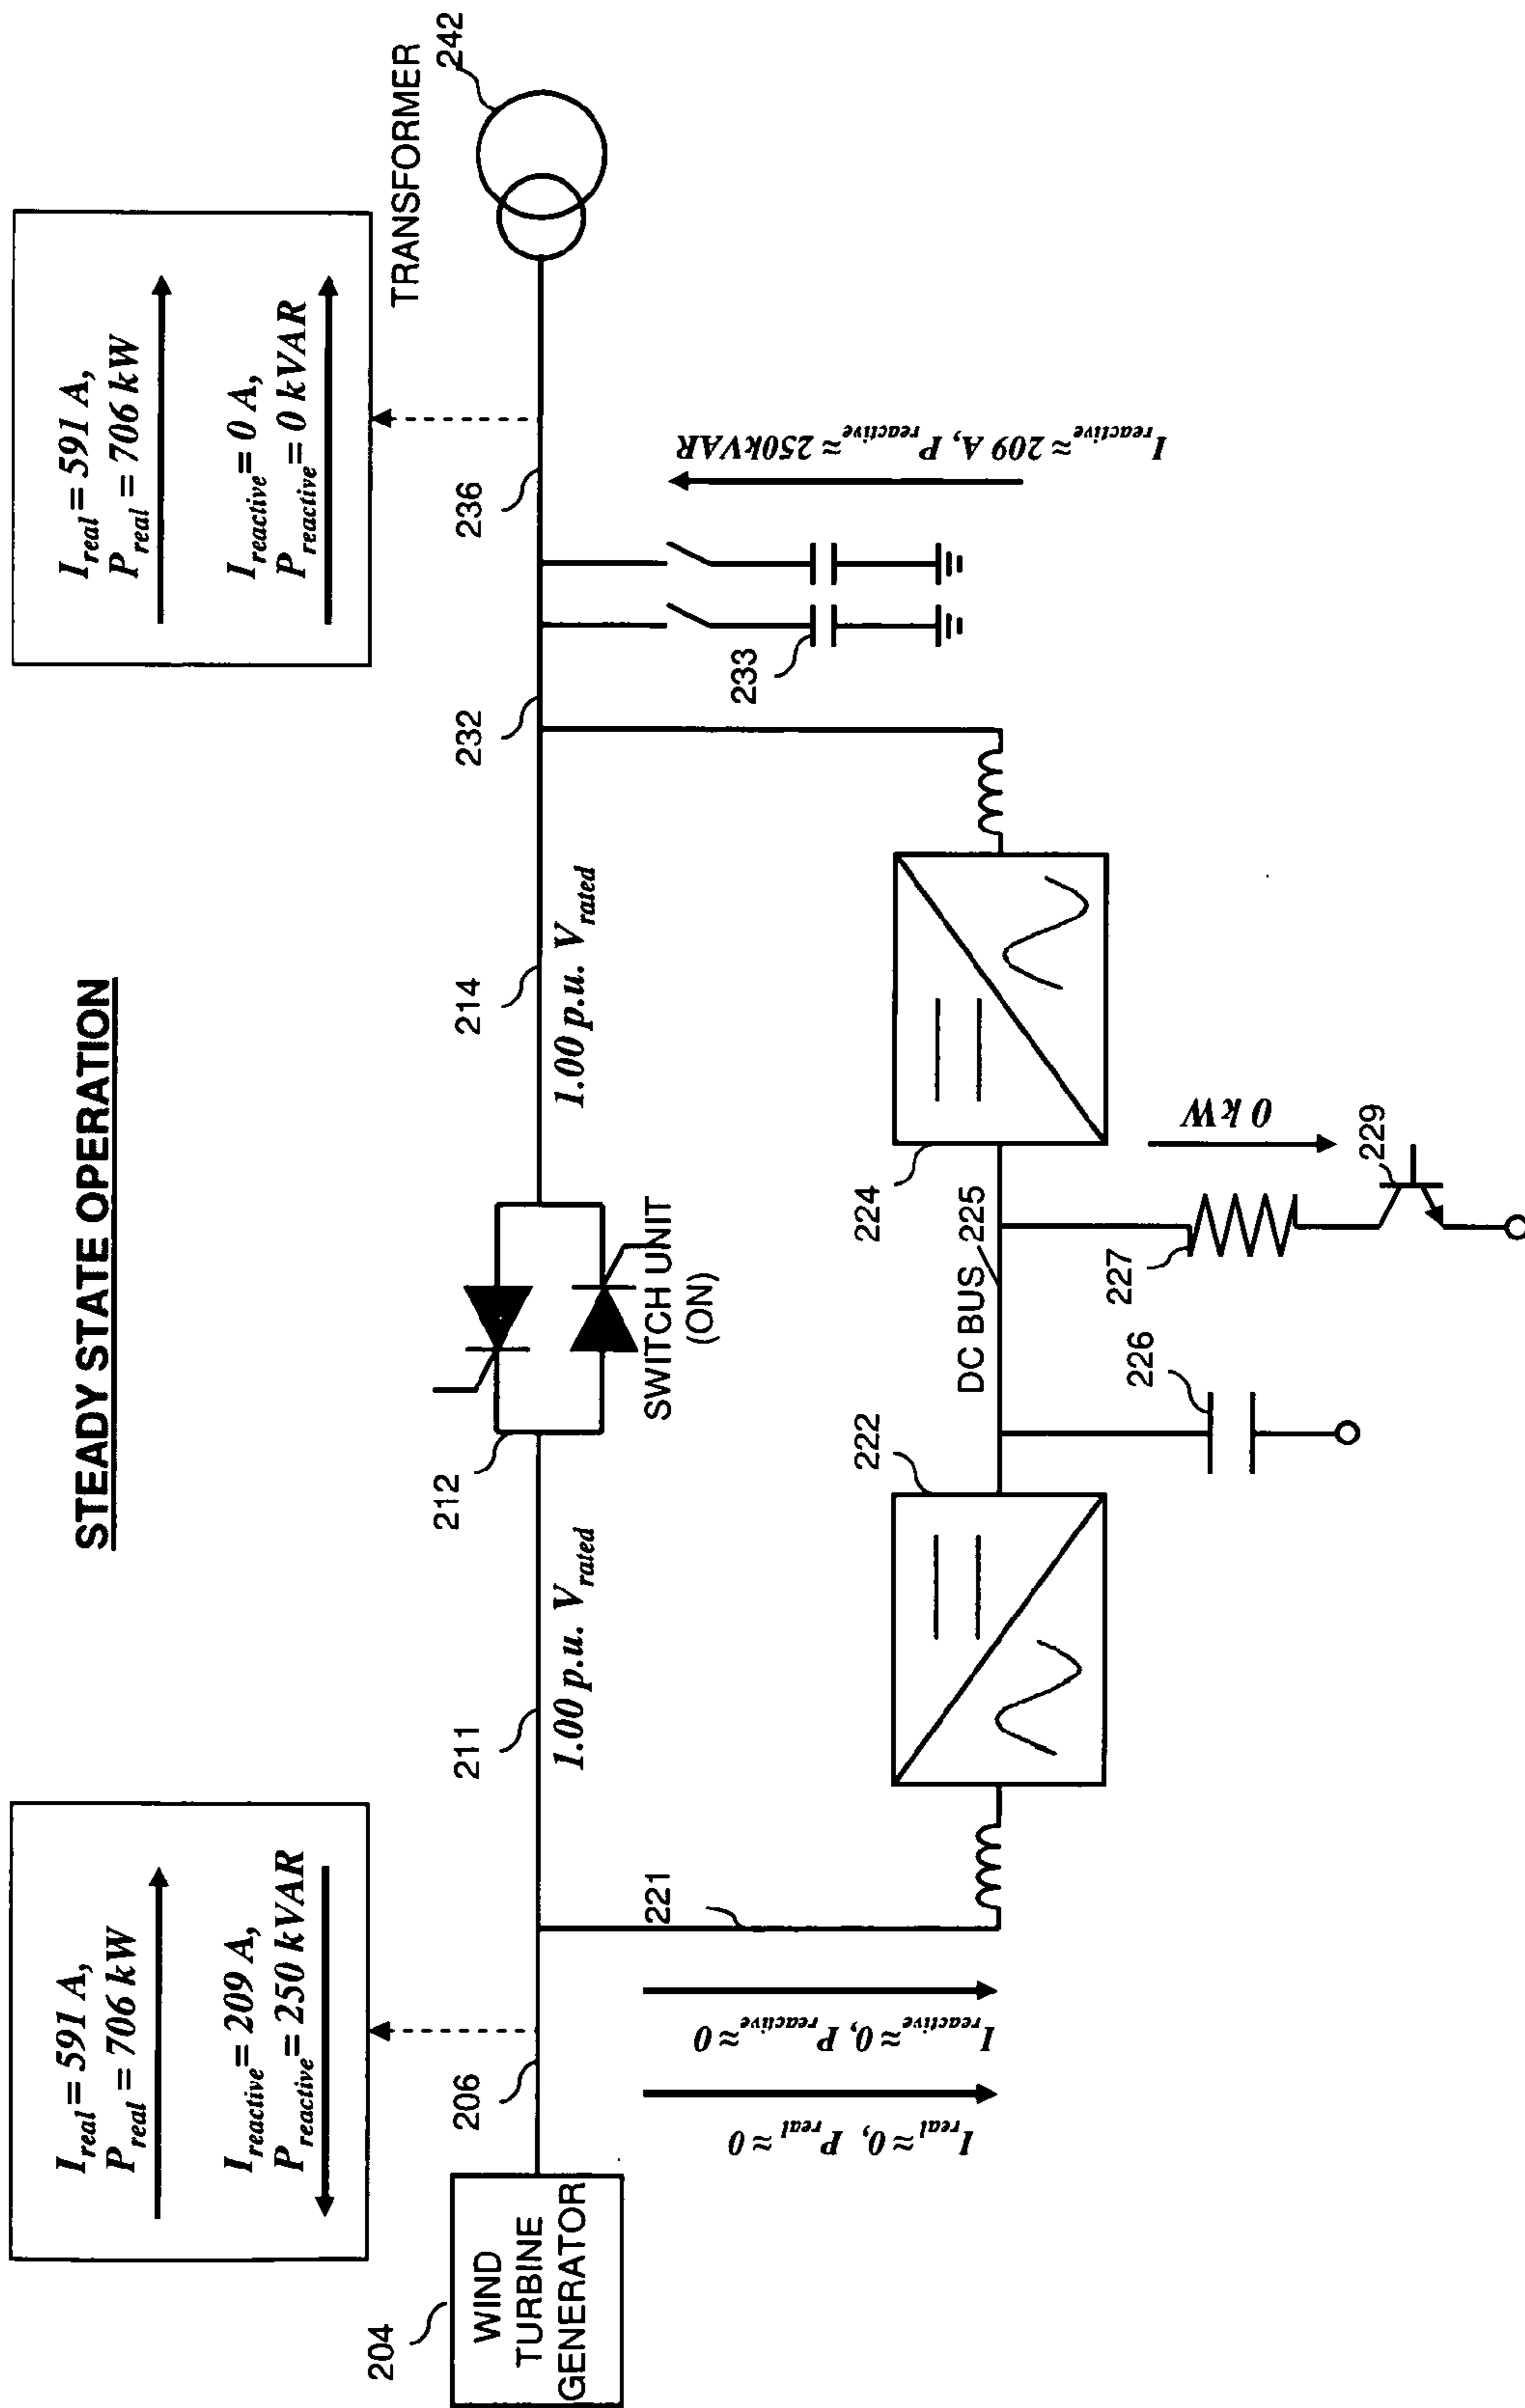 STEADY STATE OPERATION
I_real = 591 A,
P_real = 706 kW
I_reactive = 209 A,
P_reactive = 250 kVAR
I_real = 591 A,
P_real = 706 kW
I_reactive = 0 A,
P_reactive = 0 kVAR
TRANSFORMER
242
204
WIND
TURBINE
GENERATOR
206
211
1.00 p.u. V_rated
212
SWITCH UNIT
(ON)
214
1.00 p.u. V_rated
232
236
233
I_reactive ≈ 209 A, P_reactive ≈ 250kVAR
I_real ≈ 0, P_real ≈ 0
I_reactive ≈ 0, P_reactive ≈ 0
221
222
DC BUS 225
224
226
227
0 kW
229